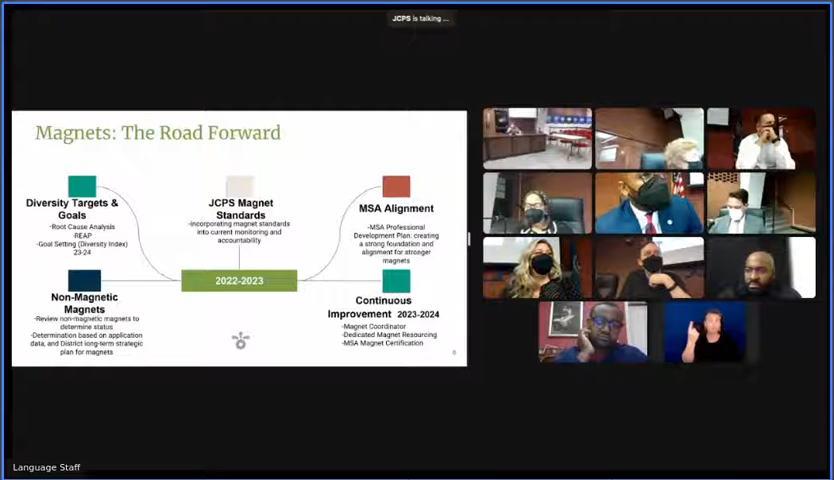 JCPS is talking ...
Magnets: The Road Forward
Diversity Targets &
Goals
-Root Cause Analysis
-REAP
-Goal Setting (Diversity Index)
23-24
JCPS Magnet
Standards
-Incorporating magnet standards
into current monitoring and
accountability
MSA Alignment
-MSA Professional
Development Plan: creating
a strong foundation and
alignment for stronger
magnets
2022-2023
Non-Magnetic
Magnets
-Review non-magnetic magnets to
determine status
-Determination based on application
data, and District long-term strategic
plan for magnets
Continuous
Improvement 2023-2024
-Magnet Coordinator
-Dedicated Magnet Resourcing
-MSA Magnet Certification
Language Staff